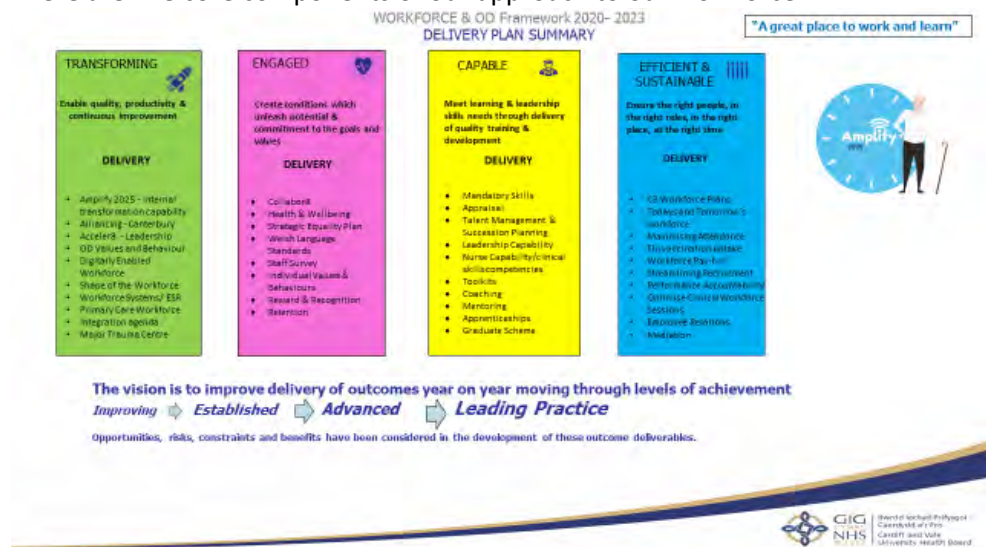 WORKFORCE & OD Framework 2020- 2023
DELIVERY PLAN SUMMARY
"A great place to work and learn"
TRANSFORMING
Enable quality, productivity &
continuous improvement
DELIVERY
Amplify 2025 - internal
transformation capability
Alliancing - Canterbury
Acceler8 - Leadership
OD Values and Behaviour
Digitally Enabled
Workforce
Shape of the Workforce
Workforce Systems/ ESR
Primary Care Workforce
Integration agenda
Major Trauma Centre
ENGAGED
Create conditions which
unleash potential &
commitment to the goals and
values
DELIVERY
Collabor8
Health & Wellbeing
Strategic Equality Plan
Welsh Language
Standards
Staff Survey
Individual Values &
Behaviours
Reward & Recognition
Retention
CAPABLE
Meet learning & leadership
skills needs through delivery
of quality training &
development
DELIVERY
Mandatory Skills
Appraisal
Talent Management &
Succession Planning
Leadership Capability
Nurse Capability/clinical
skills competencies
Toolkits
Coaching
Mentoring
Apprenticeships
Graduate Scheme
EFFICIENT &
SUSTAINABLE
Ensure the right people, in
the right roles, in the right
place, at the right time
DELIVERY
CB Workforce Plans
Todays and Tomorrow's
workforce
Maximising Attendance
Flu vaccination uptake
Workforce Pay-bill
Streamlining Recruitment
Performance Accountability
Optimise Clinical Workforce
Sessions
Employee Relations
Mediation
Amplify
The vision is to improve delivery of outcomes year on year moving through levels of achievement
Improving Established Advanced Leading Practice
Opportunities, risks, constraints and benefits have been considered in the development of these outcome deliverables.
GIG
NHS
Bwrdd Iechyd Prifysgol
Caerdydd a'r Fro
Cardiff and Vale
University Health Board